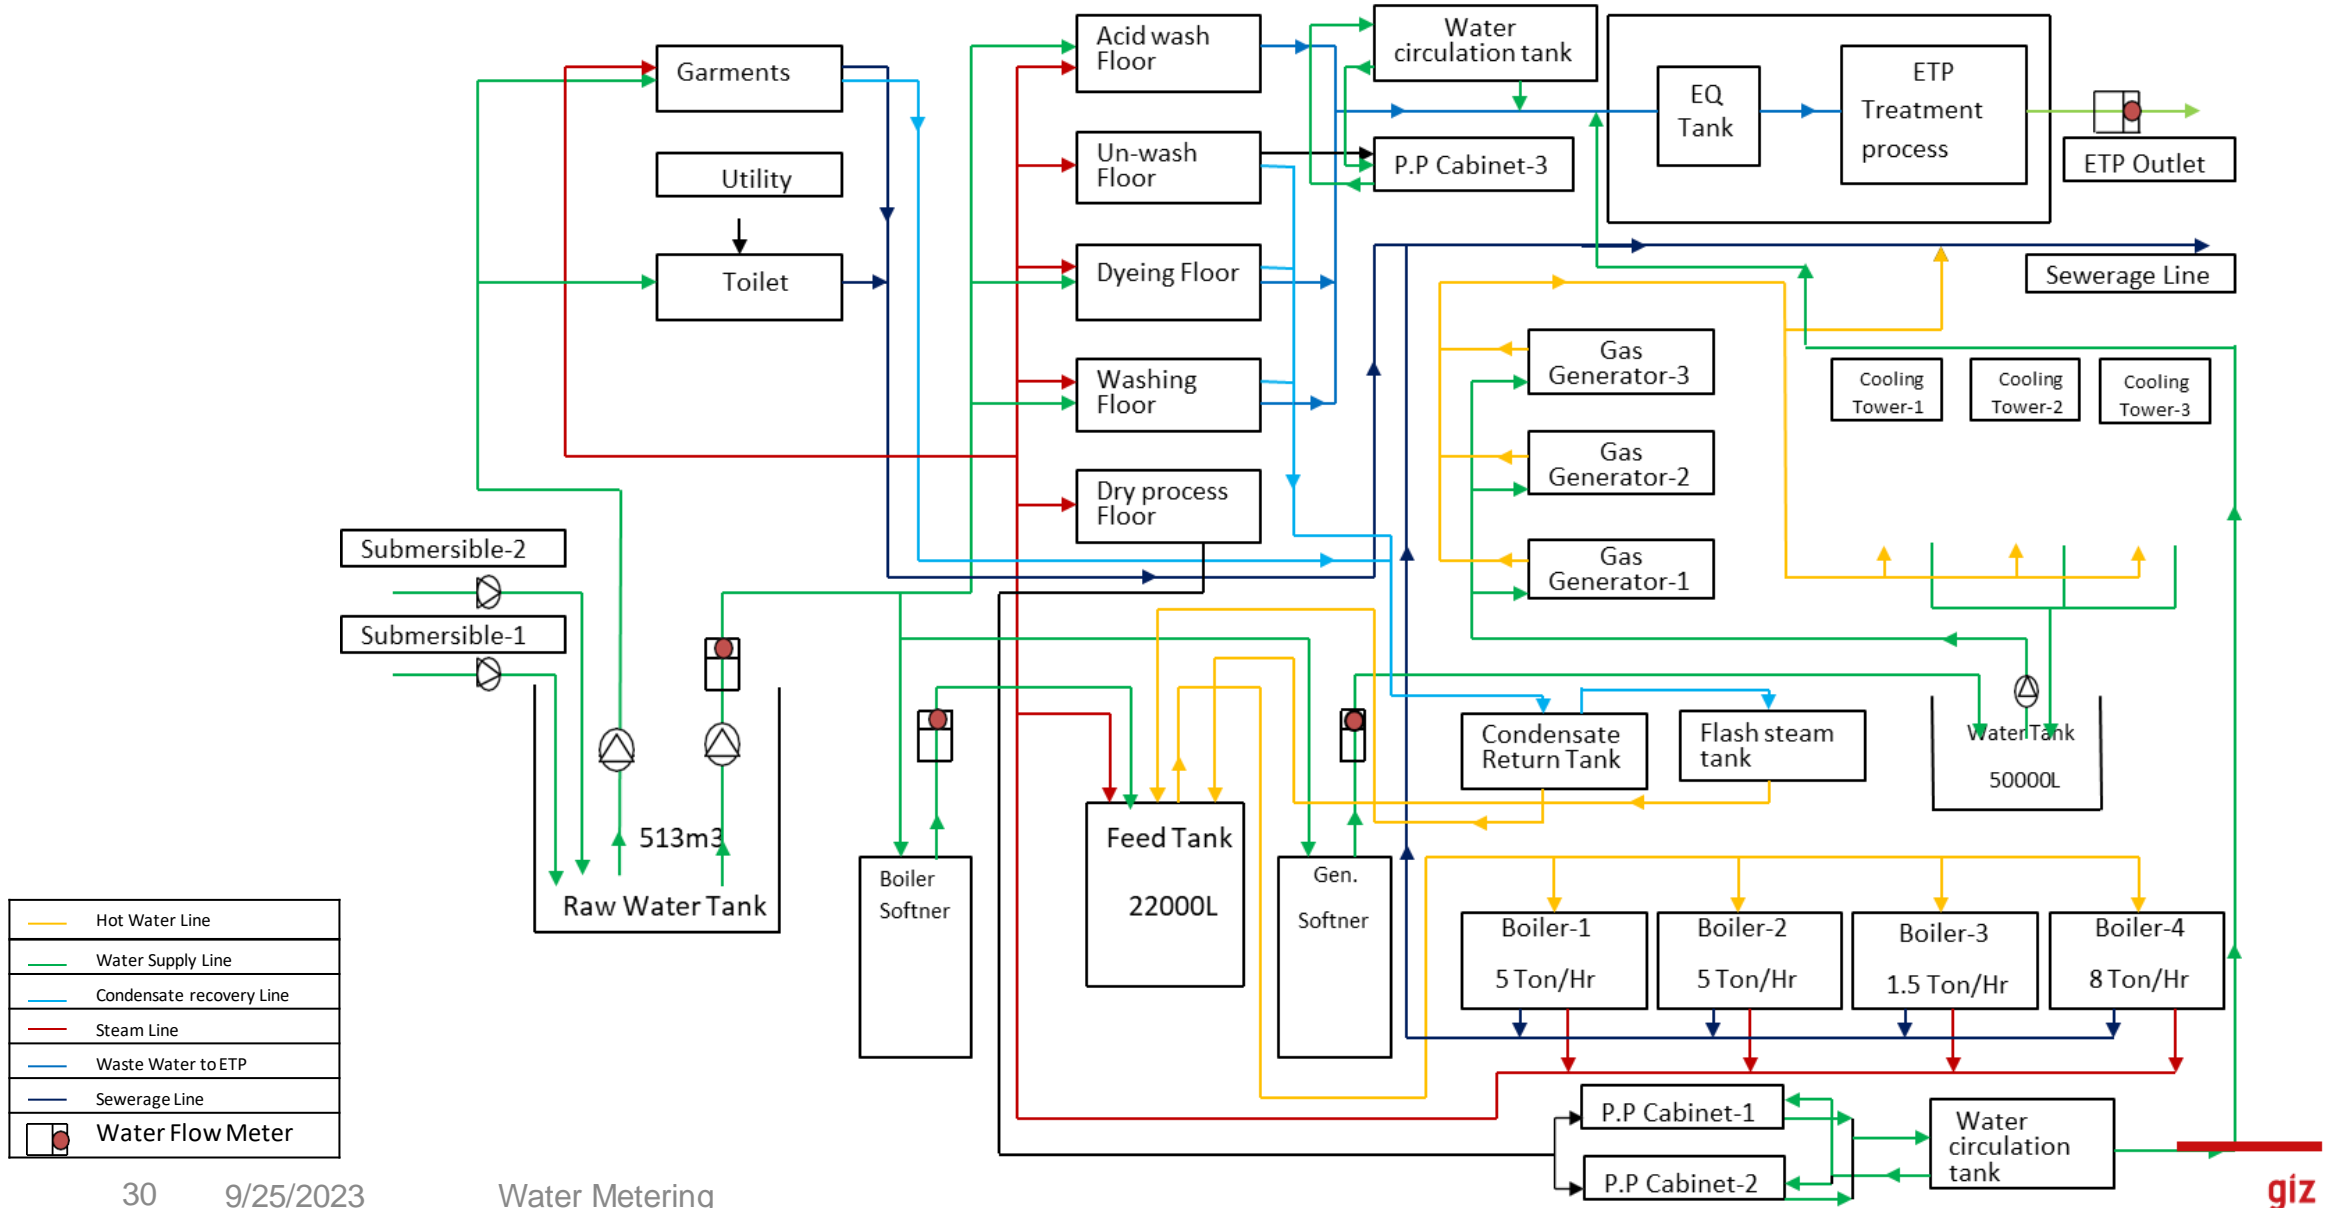 Acid wash
Floor
Water
circulation tank
Garments
ETP
Treatment
process
EQ
Tank
Un-wash
Floor
P.P Cabinet-3
ETP Outlet
Utility
Toilet
Dyeing Floor
Sewerage Line
Gas
Generator-3
Washing
Floor
Cooling
Tower-1
Cooling
Tower-2
Cooling
Tower-3
Gas
Generator-2
Dry process
Floor
Submersible-2
Gas
Generator-1
Submersible-1
Condensate
Return Tank
Flash steam
tank
Water Tank
50000L
513m3
Raw Water Tank
Boiler
Softner
Feed Tank
22000L
Gen.
Softner
Boiler-1
5 Ton/Hr
Boiler-2
5 Ton/Hr
Boiler-3
1.5 Ton/Hr
Boiler-4
8 Ton/Hr
Hot Water Line
Water Supply Line
Condensate recovery Line
Steam Line
Waste Water to ETP
Sewerage Line
Water Flow Meter
P.P Cabinet-1
P.P Cabinet-2
Water
circulation
tank
30
9/25/2023
Water Metering
giz